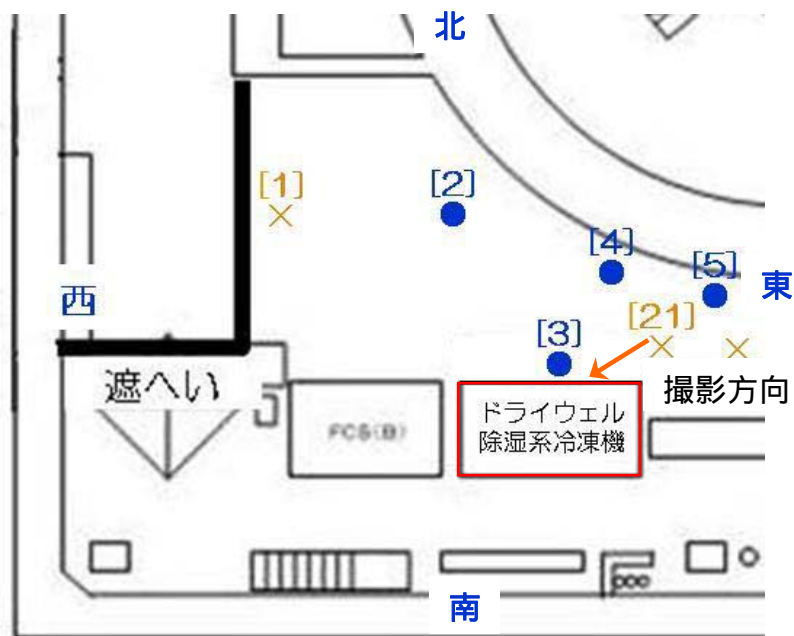 北
[1]
[2]
[4]
[5]
西
東
[21]
[3]
遮へい
撮影方向
ドライウェル
除湿系冷凍機
FCS(B)
南